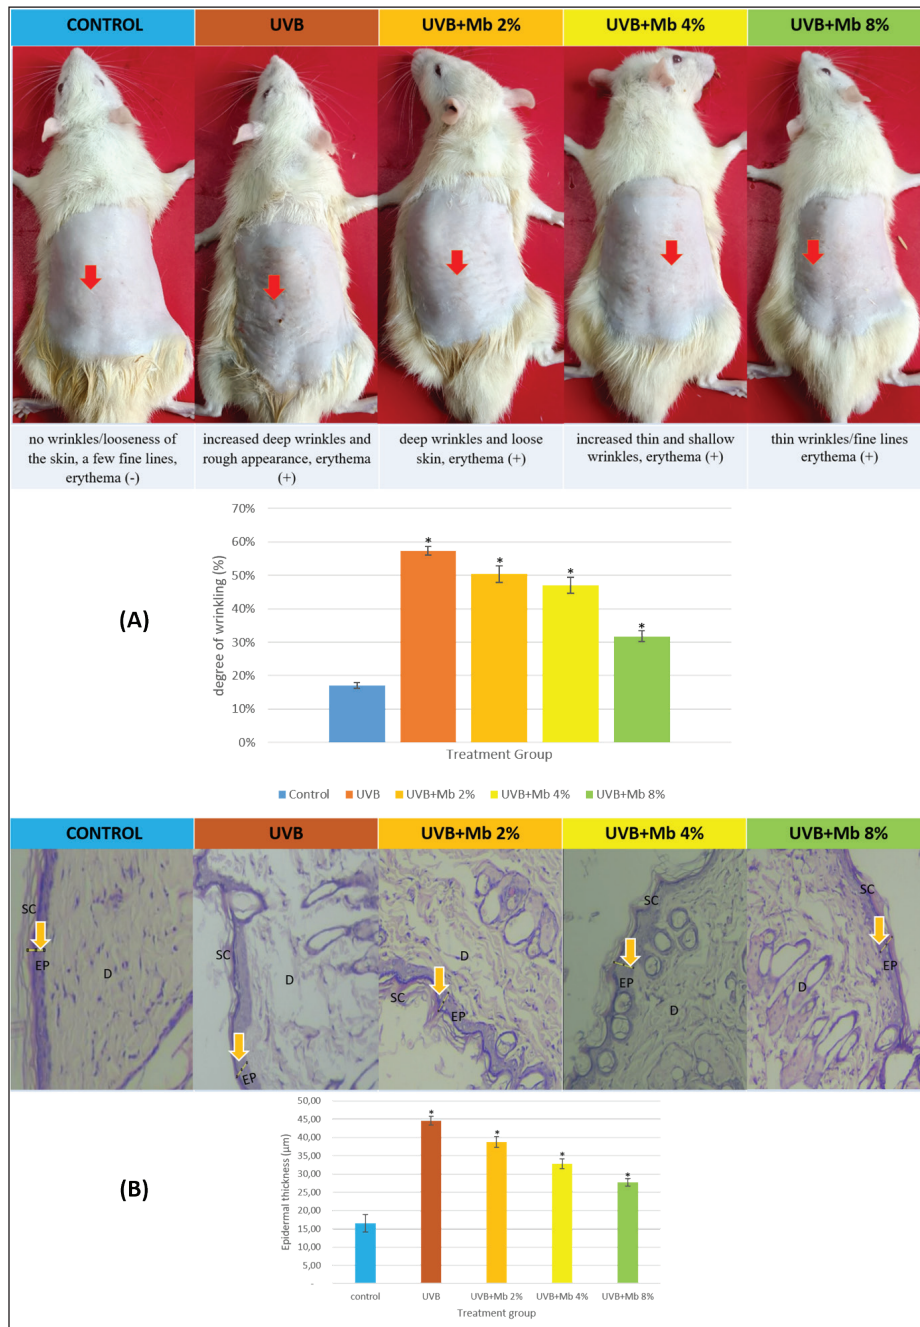 CONTROL UVB UVB+Mb 2% UVB+Mb 4% UVB+Mb 8%
no wrinkles/looseness of
the skin, a few fine lines,
erythema (-)
increased deep wrinkles and
rough appearance, erythema
(+)
deep wrinkles and loose
skin, erythema (+)
increased thin and shallow
wrinkles, erythema (+)
thin wrinkles/fine lines
erythema (+)
(A)
degree of wrinkling (%)
70%
60%
50%
40%
30%
20%
10%
0%
* * * *
Treatment Group
Control UVB UVB+Mb 2% UVB+Mb 4% UVB+Mb 8%
CONTROL UVB UVB+Mb 2% UVB+Mb 4% UVB+Mb 8%
SC
EP
D
SC
D
EP
D
SC
EP
SC
EP
D
SC
EP
D
(B)
Epidermal thickness (µm)
50,00
45,00
40,00
35,00
30,00
25,00
20,00
15,00
10,00
5,00
-
* * * *
control UVB UVB+Mb 2% UVB+Mb 4% UVB+Mb 8%
Treatment group